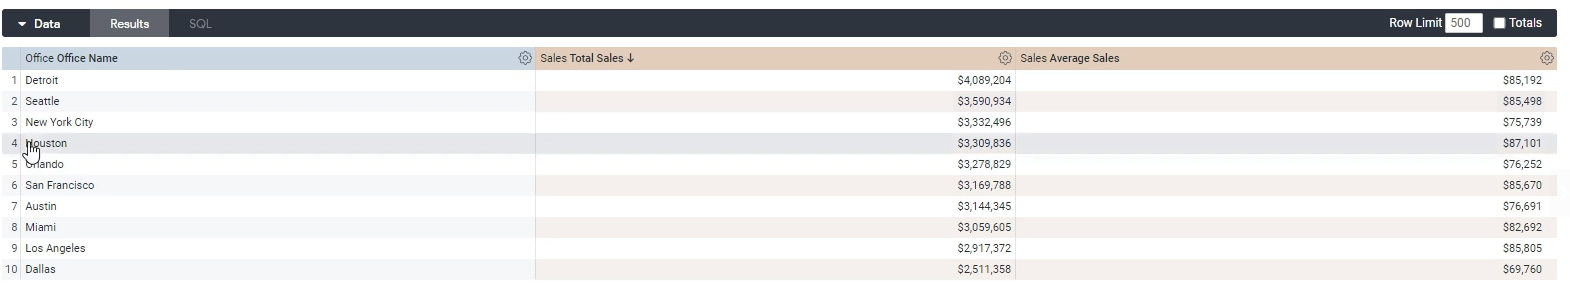 Data Results SQL Row Limit 500 Totals
Office Office Name Sales Total Sales ↓ Sales Average Sales
1 Detroit $4,089,204 $85,192
2 Seattle $3,590,934 $85,498
3 New York City $3,332,496 $75,739
4 Houston $3,309,836 $87,101
5 Orlando $3,278,829 $76,252
6 San Francisco $3,169,788 $85,670
7 Austin $3,144,345 $76,691
8 Miami $3,059,605 $82,692
9 Los Angeles $2,917,372 $85,805
10 Dallas $2,511,358 $69,760